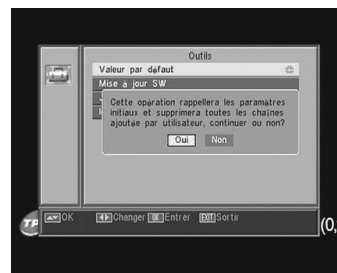 Outils
Valeur par défaut
Mise à jour SW
Cette opération rappellera les paramètres
initiaux et supprimera toutes les chaînes
ajoutée par utilisateur, continuer ou non?
Oui Non
OK Changer OK Entrer EXIT Sortir
TP
(0,